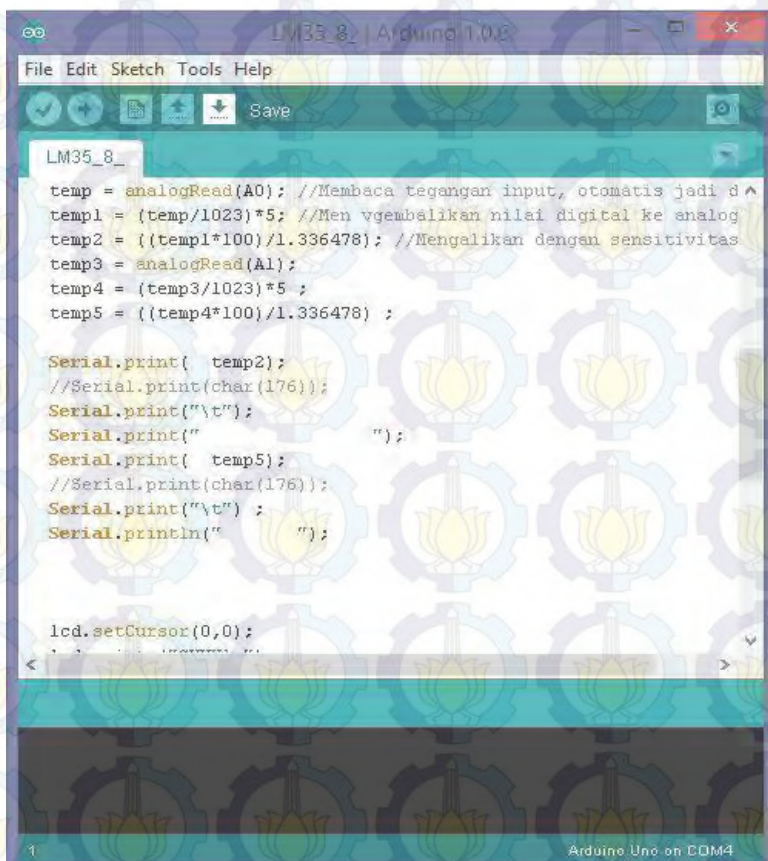 LM35_8_ | Arduino 1.0.6
File Edit Sketch Tools Help
Save
LM35_8_
temp = analogRead(A0); //Membaca tegangan input, otomatis jadi d
temp1 = (temp/1023)*5; //Men vgembalikan nilai digital ke analog
temp2 = ((temp1*100)/1.336478); //Mengalikan dengan sensitivitas
temp3 = analogRead(A1);
temp4 = (temp3/1023)*5 ;
temp5 = ((temp4*100)/1.336478) ;
Serial.print(  temp2);
//Serial.print(char(176));
Serial.print("\t");
Serial.print("                ");
Serial.print(  temp5);
//Serial.print(char(176));
Serial.print("\t") ;
Serial.println("       ");
lcd.setCursor(0,0);
1
Arduino Uno on COM4